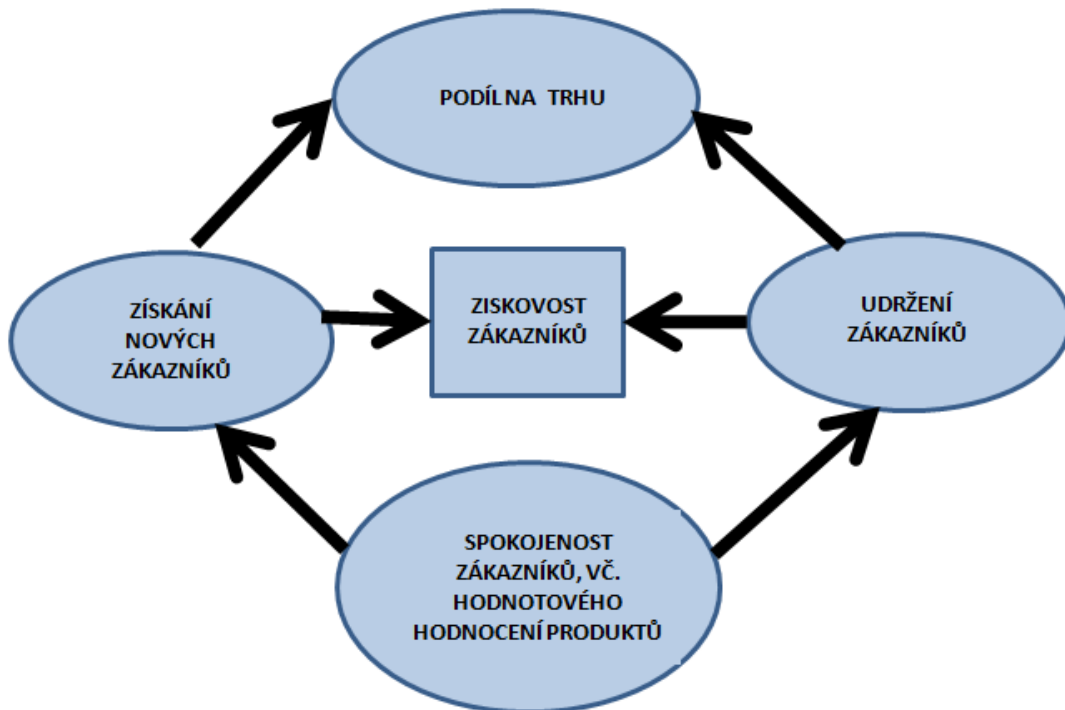 PODÍL NA TRHU
ZÍSKÁNÍ
NOVÝCH
ZÁKAZNÍKŮ
ZISKOVOST
ZÁKAZNÍKŮ
UDRŽENÍ
ZÁKAZNÍKŮ
SPOKOJENOST
ZÁKAZNÍKŮ, VČ.
HODNOTOVÉHO
HODNOCENÍ PRODUKTŮ